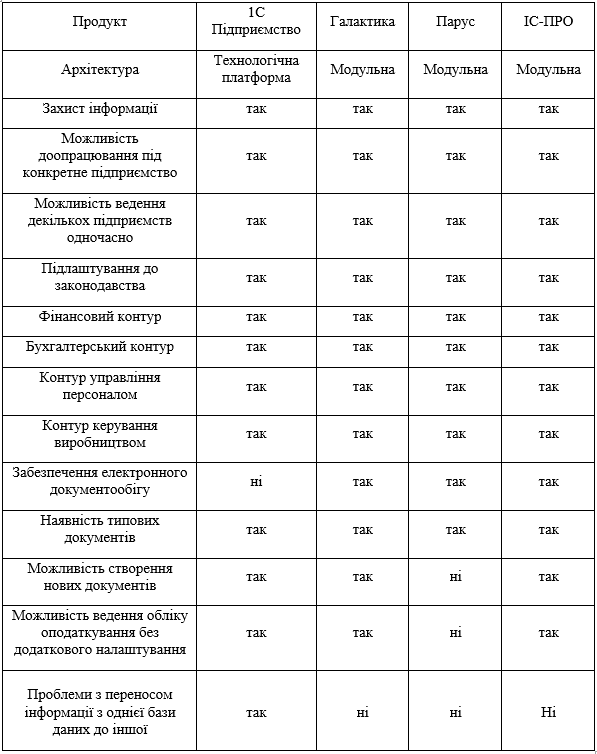 Продукт
1С
Підприємство
Галактика
Парус
ІС-ПРО
Архітектура
Технологічна
платформа
Модульна
Модульна
Модульна
Захист інформації
так
так
так
так
Можливість
доопрацювання під
конкретне підприємство
так
так
так
так
Можливість ведення
декількох підприємств
одночасно
так
так
так
так
Підлаштування до
законодавства
так
так
так
так
Фінансовий контур
так
так
так
так
Бухгалтерський контур
так
так
так
так
Контур управління
персоналом
так
так
так
так
Контур керування
виробництвом
так
так
так
так
Забезпечення електронного
документообігу
ні
так
так
так
Наявність типових
документів
так
так
так
так
Можливість створення
нових документів
так
так
ні
так
Можливість ведення обліку
оподаткування без
додаткового налаштування
так
так
ні
так
Проблеми з переносом
інформації з однієї бази
даних до іншої
так
ні
ні
Ні